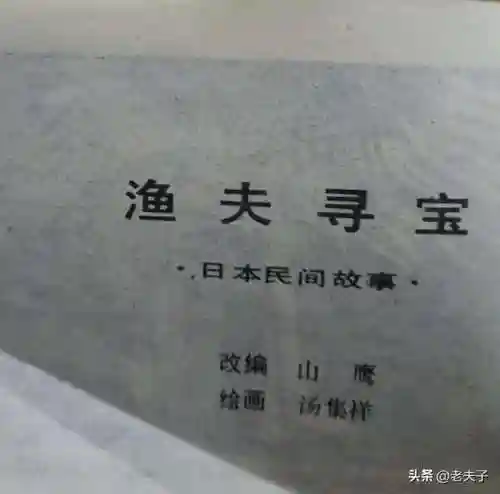 渔夫寻宝
·日本民间故事·
改编 山鹰
绘画 汤集祥
头条 @老夫子